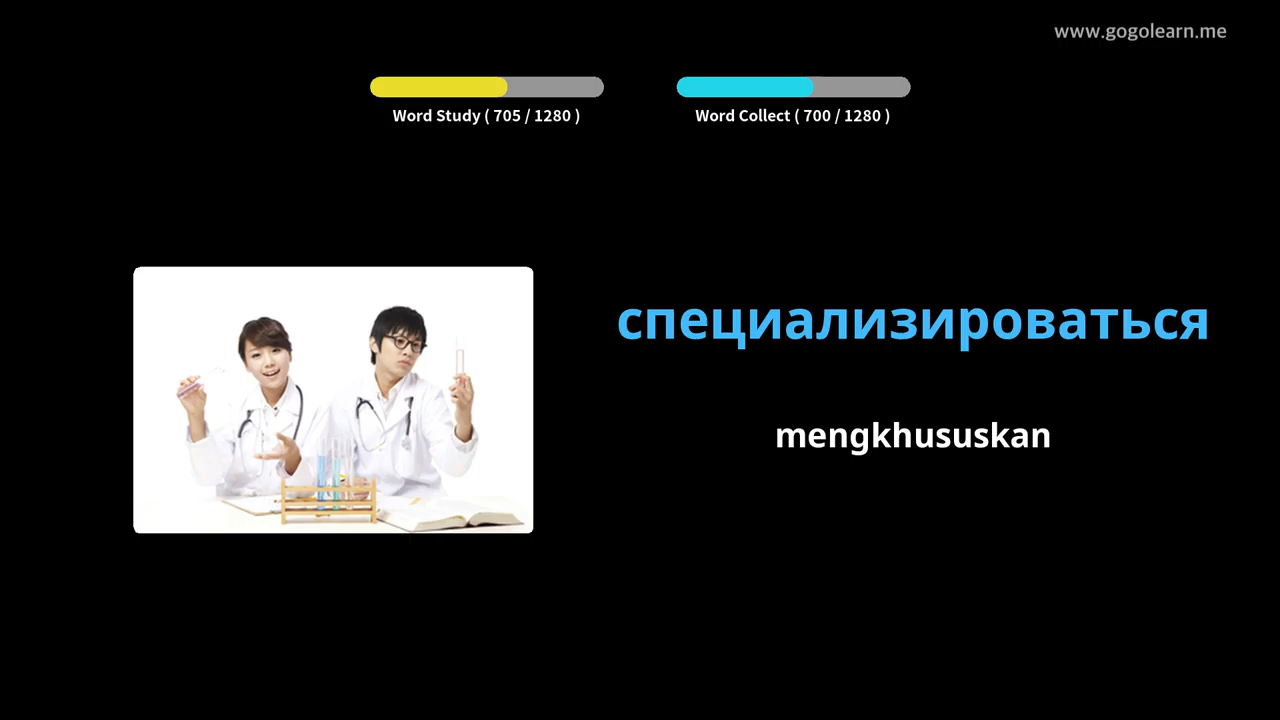 www.gogolearn.me
Word Study ( 705 / 1280 )
Word Collect ( 700 / 1280 )
специализироваться
mengkhususkan